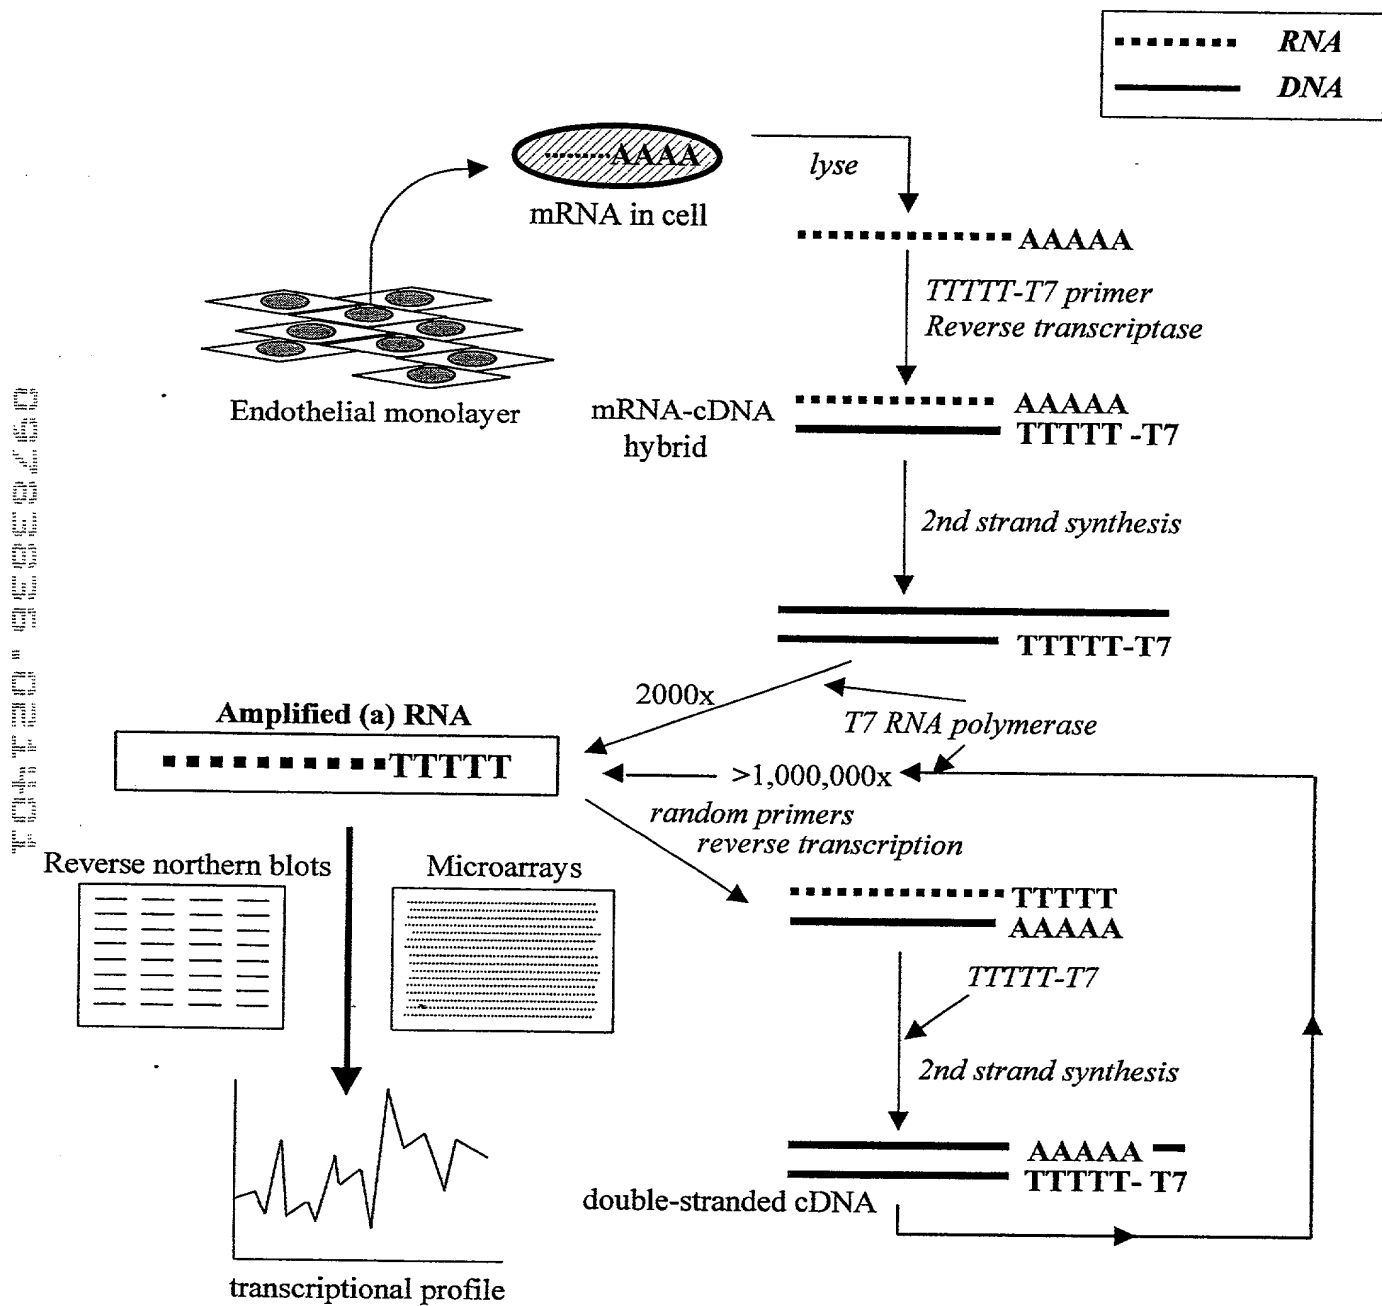 RNA
DNA
AAAA
lyse
mRNA in cell
AAAAA
TTTTT-T7 primer
Reverse transcriptase
Endothelial monolayer
mRNA-cDNA
hybrid
AAAAA
TTTTT -T7
2nd strand synthesis
TTTTT-T7
2000x
Amplified (a) RNA
T7 RNA polymerase
TTTTT
>1,000,000x
random primers
reverse transcription
Reverse northern blots
Microarrays
TTTTT
AAAAA
TTTTT-T7
2nd strand synthesis
AAAAA
TTTTT- T7
double-stranded cDNA
transcriptional profile